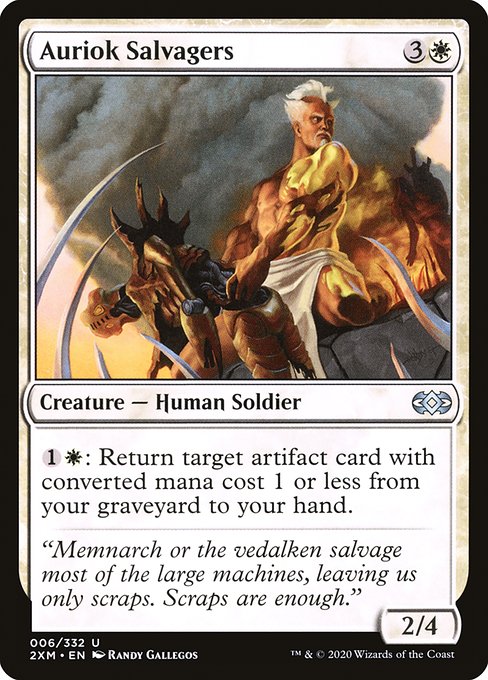 Auriok Salvagers 3
Creature — Human Soldier
1 : Return target artifact card with
converted mana cost 1 or less from
your graveyard to your hand.
“Memnarch or the vedalken salvage
most of the large machines, leaving us
only scraps. Scraps are enough.”
2/4
006/332 U
2XM • EN Randy Gallegos
™ & © 2020 Wizards of the Coast